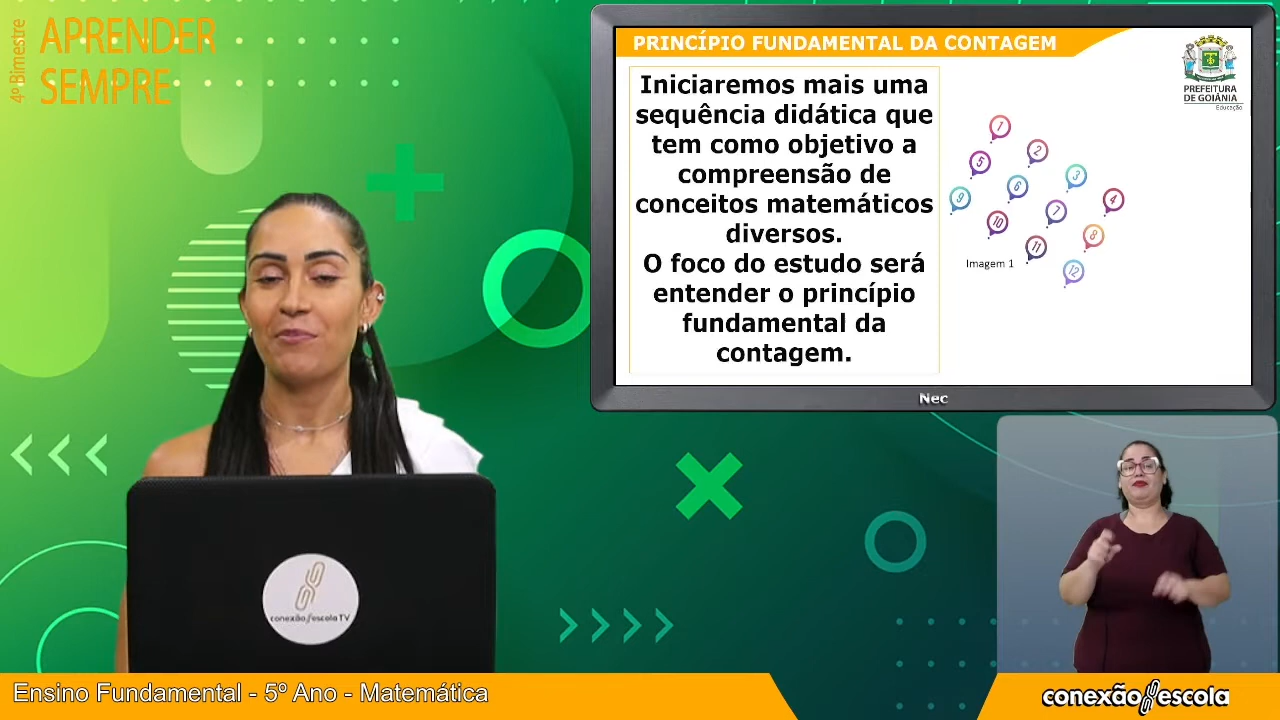 4º Bimestre
APRENDER
SEMPRE
PRINCÍPIO FUNDAMENTAL DA CONTAGEM
PREFEITURA
DE GOIÂNIA
Educação
Iniciaremos mais uma
sequência didática que
tem como objetivo a
compreensão de
conceitos matemáticos
diversos.
O foco do estudo será
entender o princípio
fundamental da
contagem.
1
2
3
4
5
6
7
8
9
10
11
12
Imagem 1
Nec
conexão escola TV
Ensino Fundamental - 5º Ano - Matemática
conexão escola